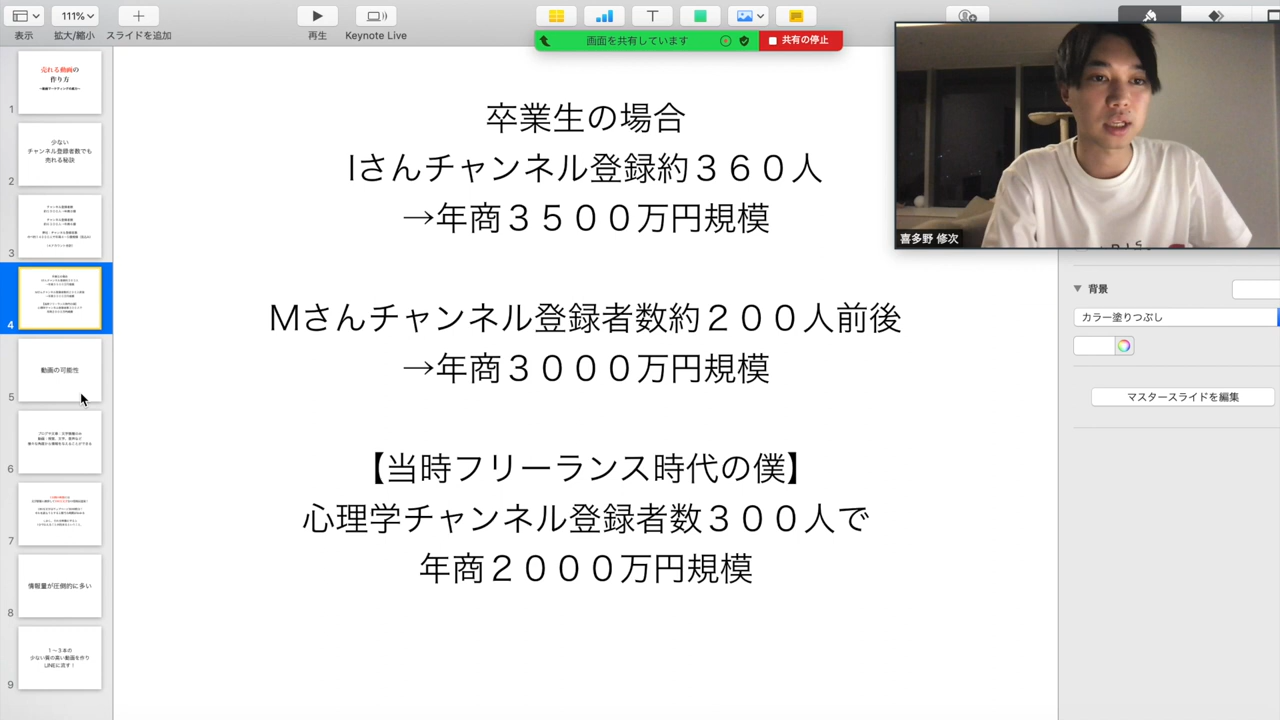 111%
表示
拡大/縮小
スライドを追加
再生
Keynote Live
画面を共有しています
共有の停止
喜多野 修次
卒業生の場合
Iさんチャンネル登録約３６０人
→年商３５００万円規模
Mさんチャンネル登録者数約２００人前後
→年商３０００万円規模
【当時フリーランス時代の僕】
心理学チャンネル登録者数３００人で
年商２０００万円規模
背景
カラー塗りつぶし
マスタースライドを編集
1
売れる動画の
作り方
2
少ない
チャンネル登録者数でも
売れる秘訣
3
4
5
動画の可能性
6
7
8
情報量が圧倒的に多い
9
１〜３本の
少ない質の高い動画を作り
LINEに流す！